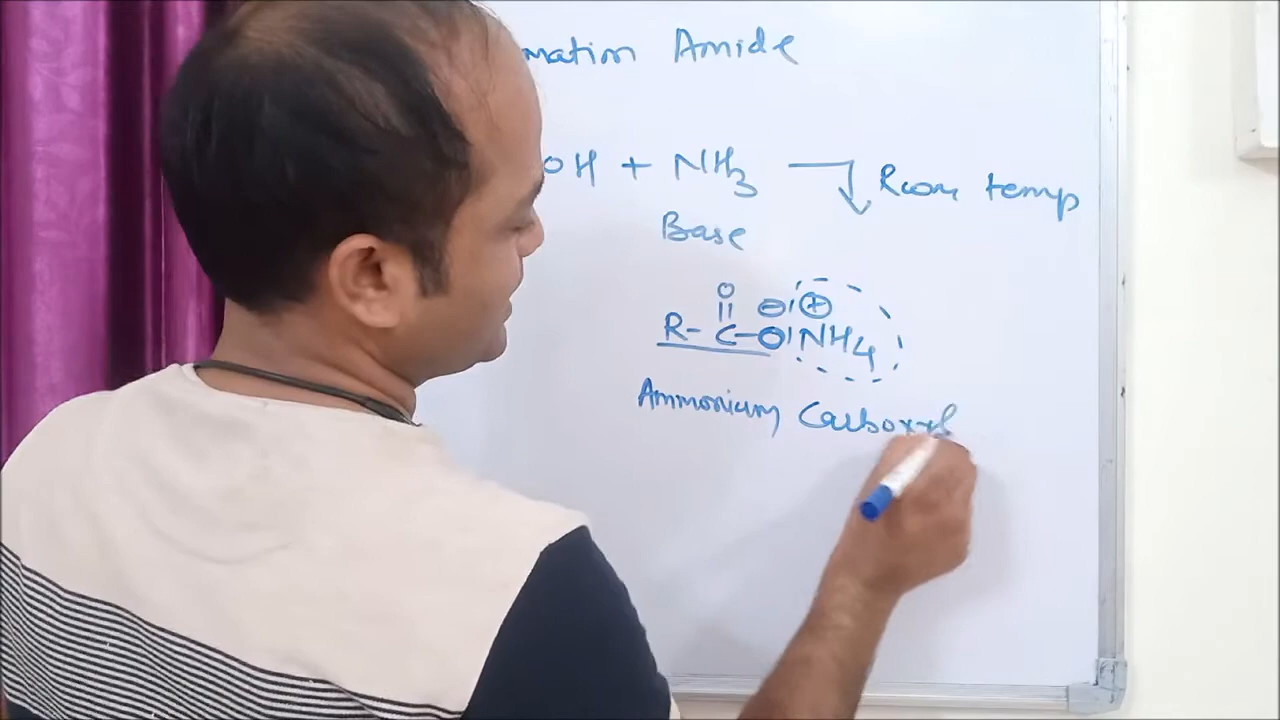 mation Amide
OH + NH3 Room temp
Base
O
⊖ ⊕
R- C-O NH4
Ammonium Carboxyl